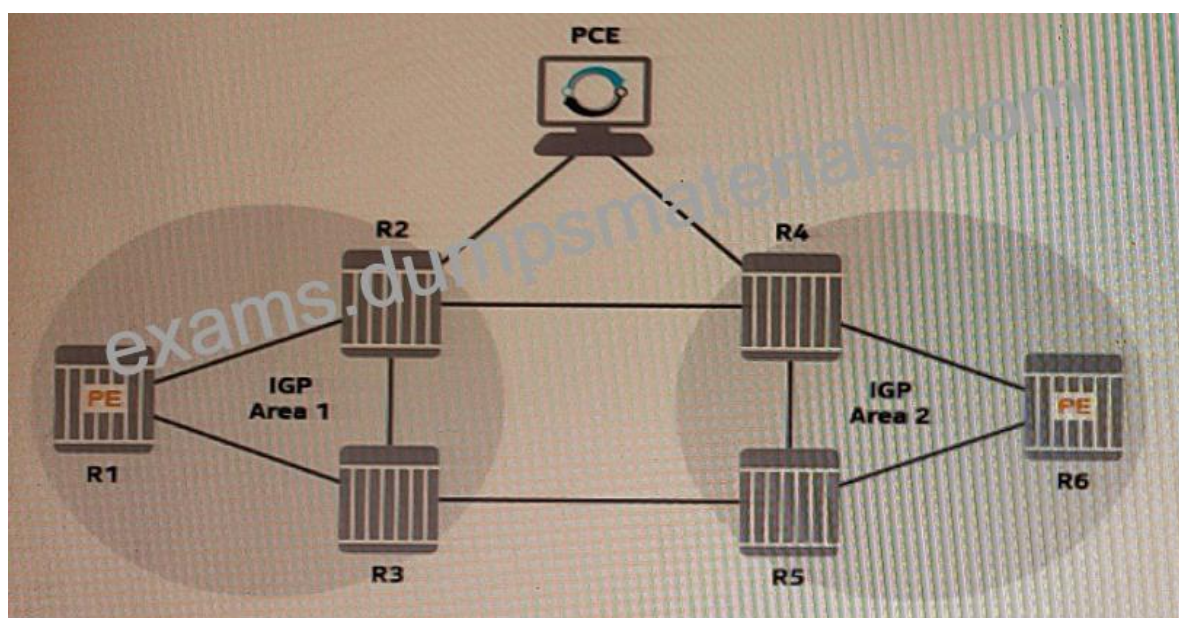 PCE
R2
R4
exams.dumpsmaterials.com
IGP
Area 1
IGP
Area 2
PE
PE
R1
R6
R3
R5